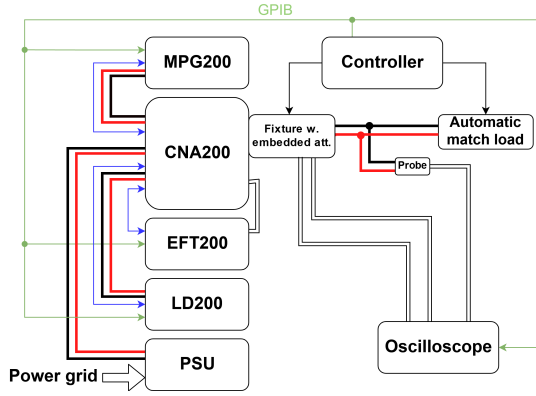 GPIB
MPG200
Controller
CNA200
Fixture w.
embedded att.
Automatic
match load
Probe
EFT200
LD200
Oscilloscope
PSU
Power grid